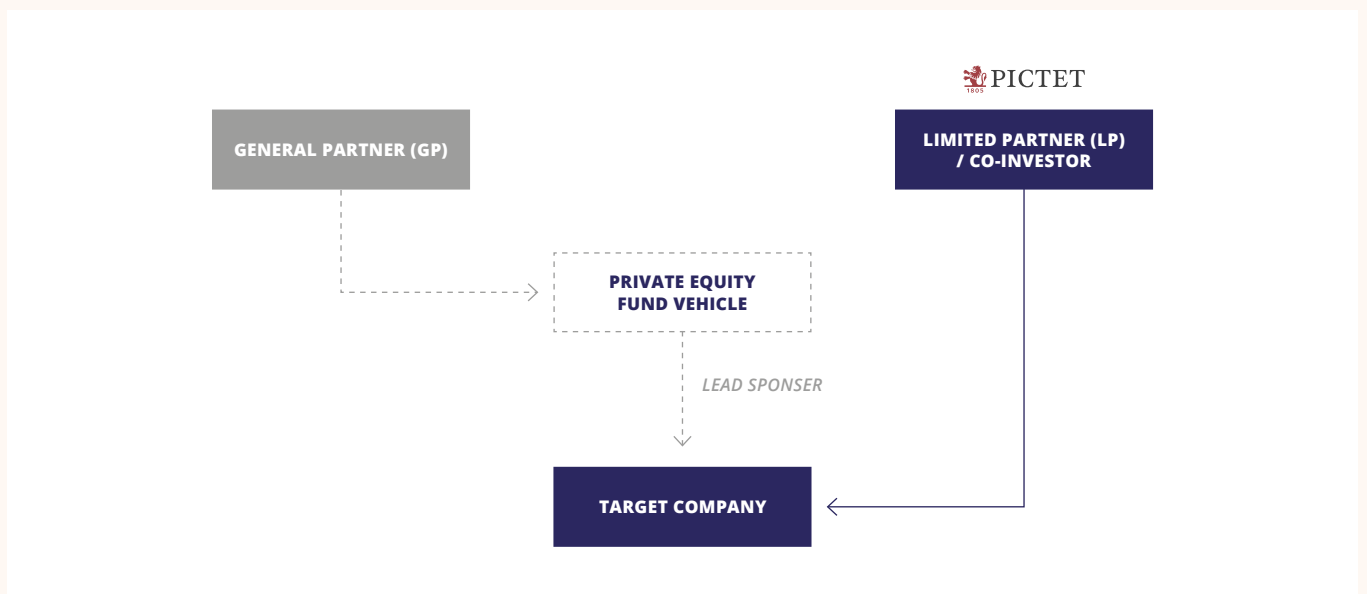 PICTET
1805
GENERAL PARTNER (GP)
LIMITED PARTNER (LP)
/ CO-INVESTOR
PRIVATE EQUITY
FUND VEHICLE
LEAD SPONSER
TARGET COMPANY